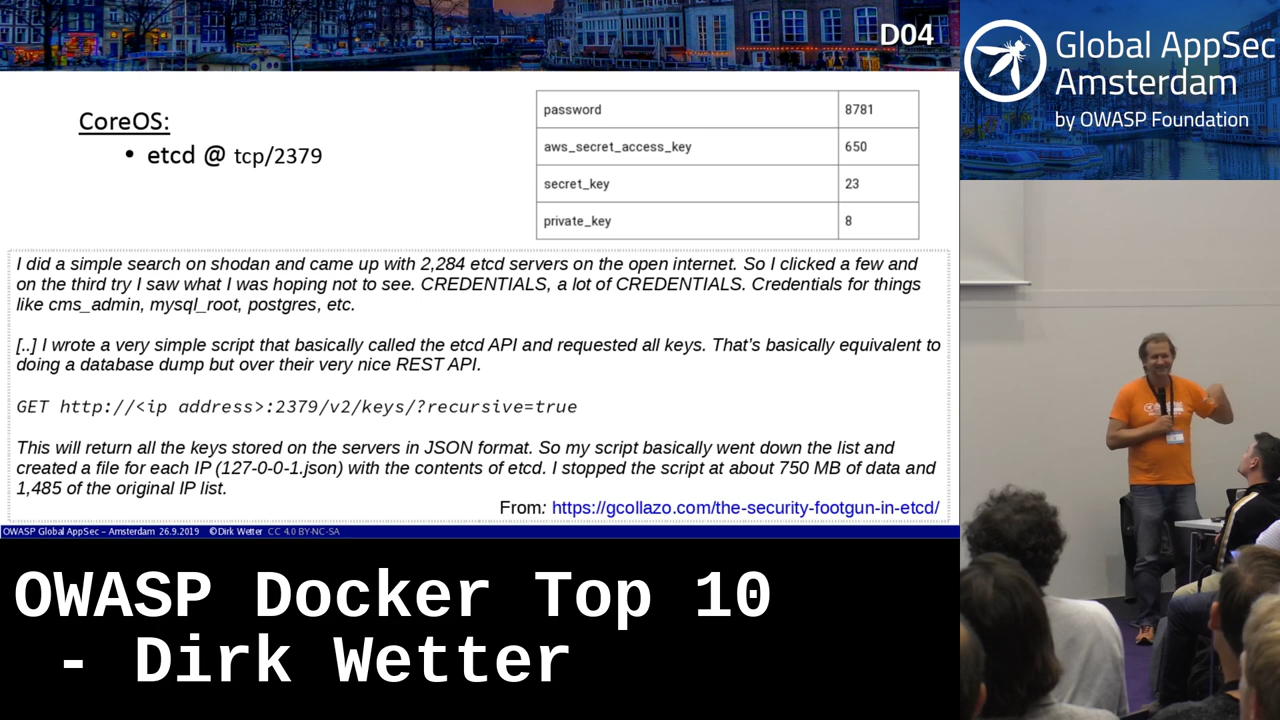 D04
CoreOS:
• etcd @ tcp/2379
password 8781
aws_secret_access_key 650
secret_key 23
private_key 8
I did a simple search on shodan and came up with 2,284 etcd servers on the open internet. So I clicked a few and
on the third try I saw what I was hoping not to see. CREDENTIALS, a lot of CREDENTIALS. Credentials for things
like cms_admin, mysql_root, postgres, etc.
[..] I wrote a very simple script that basically called the etcd API and requested all keys. That's basically equivalent to
doing a database dump but over their very nice REST API.
GET http://<ip address>:2379/v2/keys/?recursive=true
This will return all the keys stored on the servers in JSON format. So my script basically went down the list and
created a file for each IP (127-0-0-1.json) with the contents of etcd. I stopped the script at about 750 MB of data and
1,485 of the original IP list.
From: https://gcollazo.com/the-security-footgun-in-etcd/
OWASP Global AppSec – Amsterdam 26.9.2019 ©Dirk Wetter CC 4.0 BY-NC-SA
Global AppSec
Amsterdam
by OWASP Foundation
OWASP Docker Top 10
- Dirk Wetter